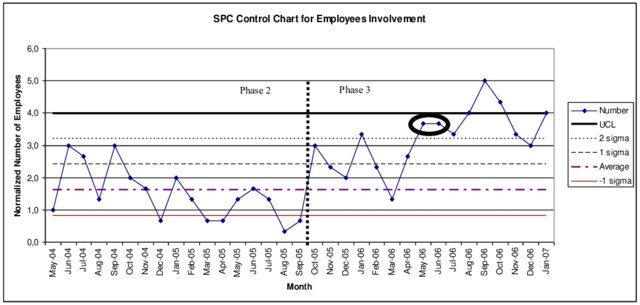 SPC Control Chart for Employees Involvement
6,0
5,0
4,0
3,0
2,0
1,0
0,0
Normalized Number of Employees
Phase 2
Phase 3
May-04
Jun-04
Jul-04
Aug-04
Sep-04
Oct-04
Nov-04
Dec-04
Jan-05
Feb-05
Mar-05
Apr-05
May-05
Jun-05
Jul-05
Aug-05
Sep-05
Oct-05
Nov-05
Dec-05
Jan-06
Feb-06
Mar-06
Apr-06
May-06
Jun-06
Jul-06
Aug-06
Sep-06
Oct-06
Nov-06
Dec-06
Jan-07
Month
Number
UCL
2 sigma
1 sigma
Average
-1 sigma